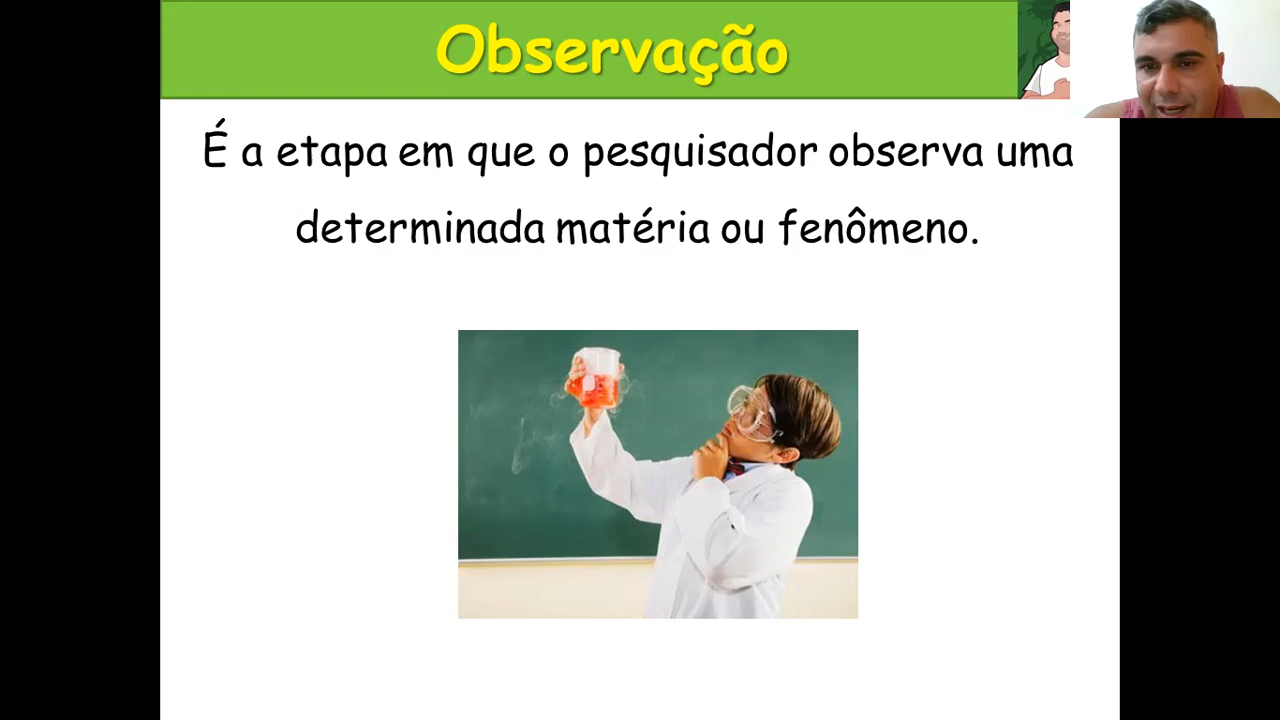 Observação
É a etapa em que o pesquisador observa uma
determinada matéria ou fenômeno.